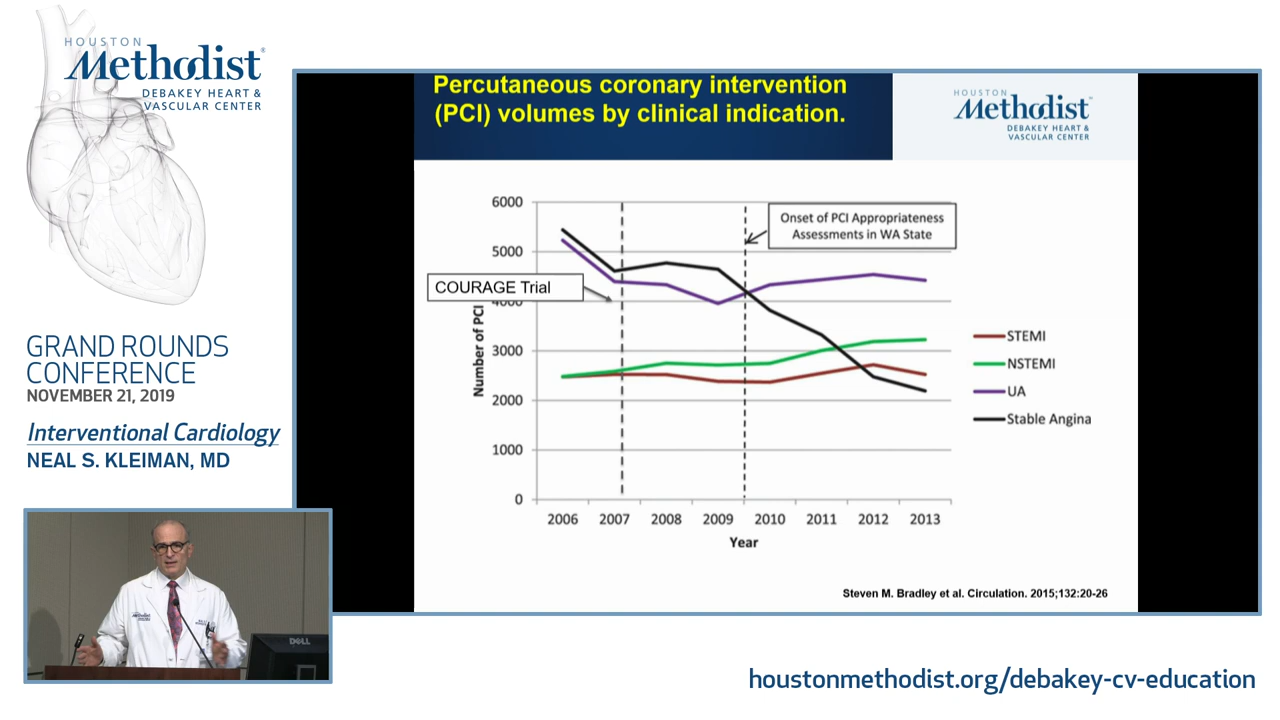 HOUSTON
Methodist
DEBAKEY HEART &
VASCULAR CENTER
GRAND ROUNDS
CONFERENCE
NOVEMBER 21, 2019
Interventional Cardiology
NEAL S. KLEIMAN, MD
Percutaneous coronary intervention
(PCI) volumes by clinical indication.
HOUSTON
Methodist
DEBAKEY HEART &
VASCULAR CENTER
Onset of PCI Appropriateness
Assessments in WA State
COURAGE Trial
Number of PCI
6000
5000
4000
3000
2000
1000
0
2006 2007 2008 2009 2010 2011 2012 2013
Year
STEMI
NSTEMI
UA
Stable Angina
Steven M. Bradley et al. Circulation. 2015;132:20-26
Methodist
DELL
houstonmethodist.org/debakey-cv-education